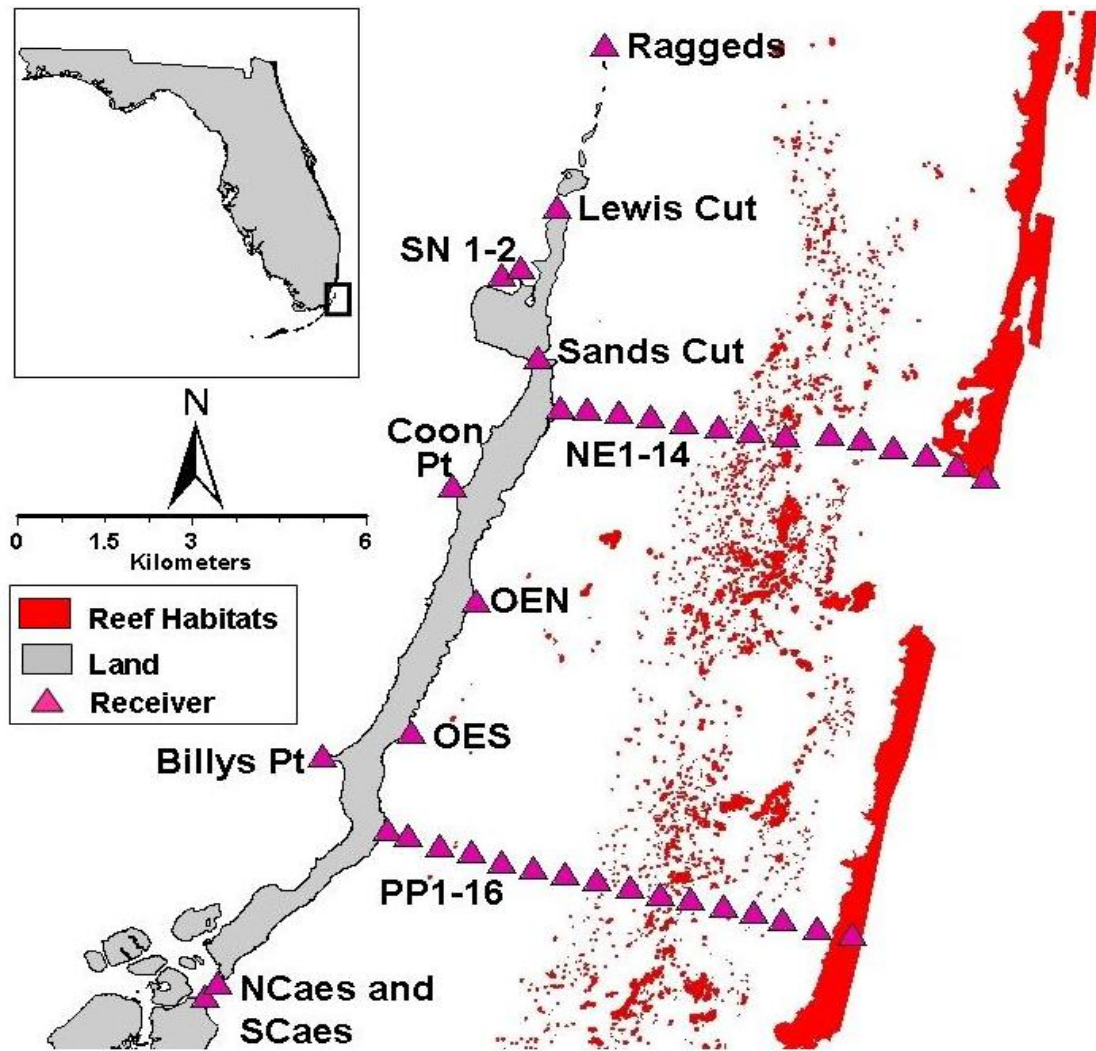 Raggeds
Lewis Cut
SN 1-2
Sands Cut
N
Coon
Pt
NE1-14
0 1.5 3 6
Kilometers
OEN
Reef Habitats
Land
Receiver
OES
Billys Pt
PP1-16
NCaes and
SCaes